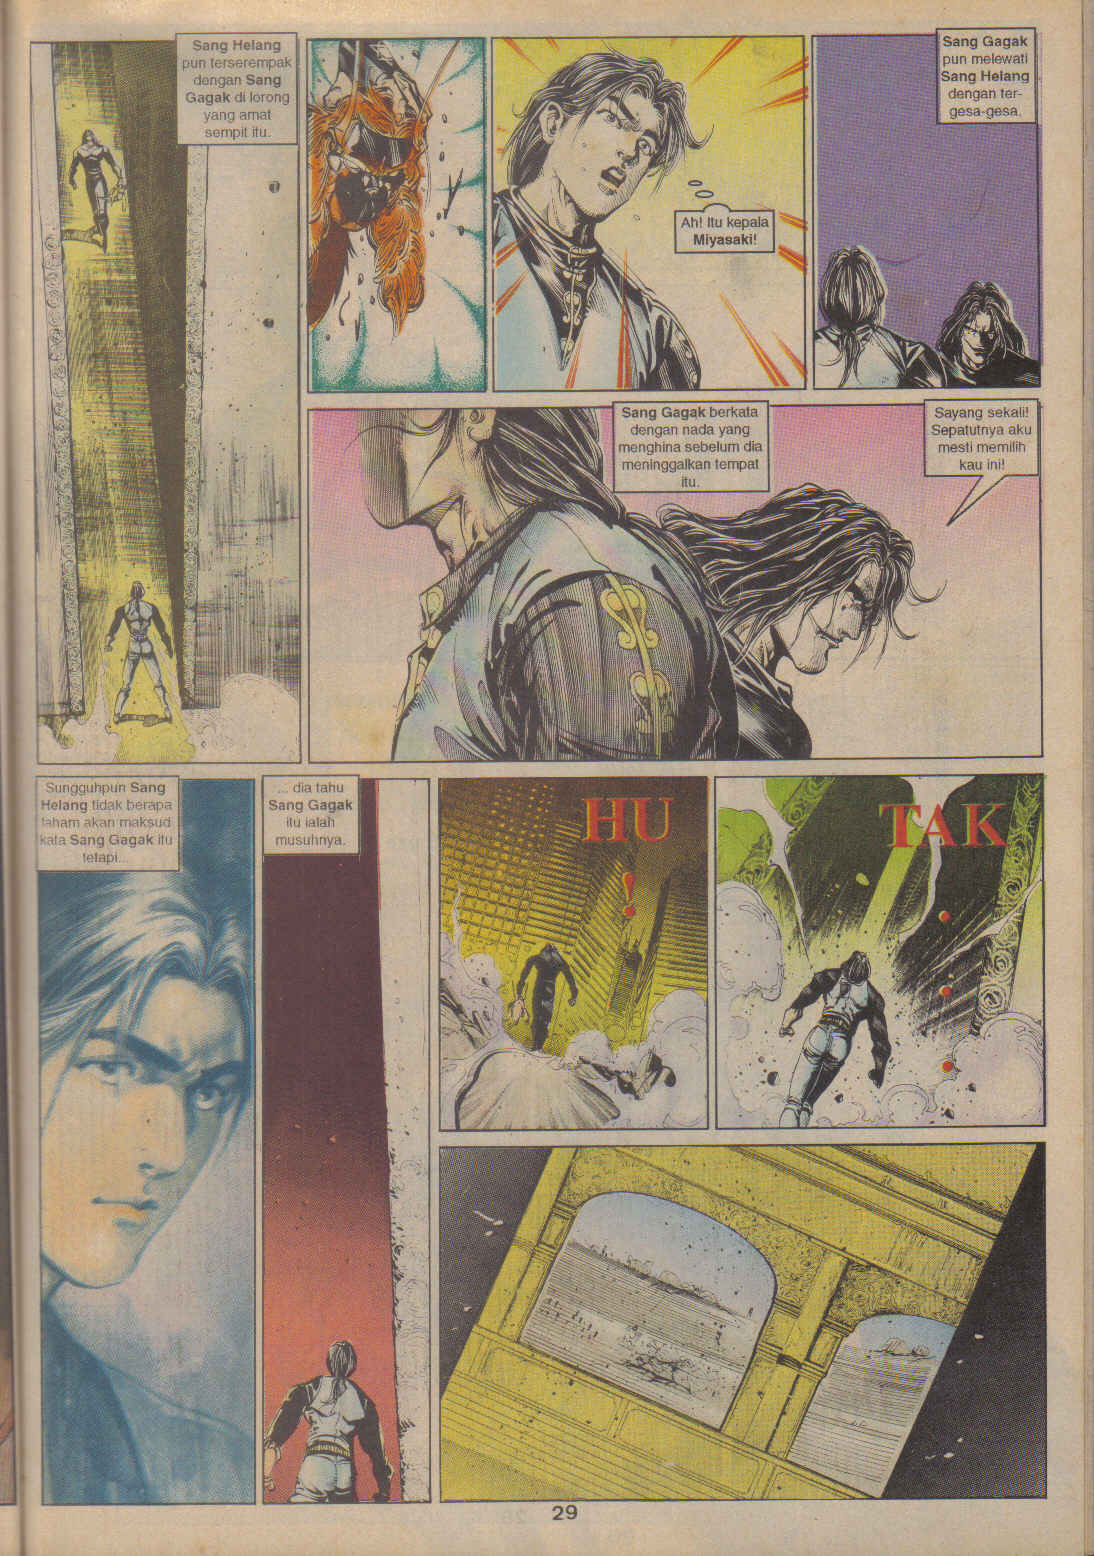 Sang Helang
pun terserempak
dengan Sang
Gagak di lorong
yang amat
sempit itu.
Ah! Itu kepala
Miyasaki!
Sang Gagak
pun melewati
Sang Helang
dengan ter-
gesa-gesa.
Sang Gagak berkata
dengan nada yang
menghina sebelum dia
meninggalkan tempat
itu.
Sayang sekali!
Sepatutnya aku
mesti memilih
kau ini!
Sungguhpun Sang
Helang tidak berapa
faham akan maksud
kata Sang Gagak itu
tetapi...
... dia tahu
Sang Gagak
itu ialah
musuhnya.
HU
!
TAK
...
29